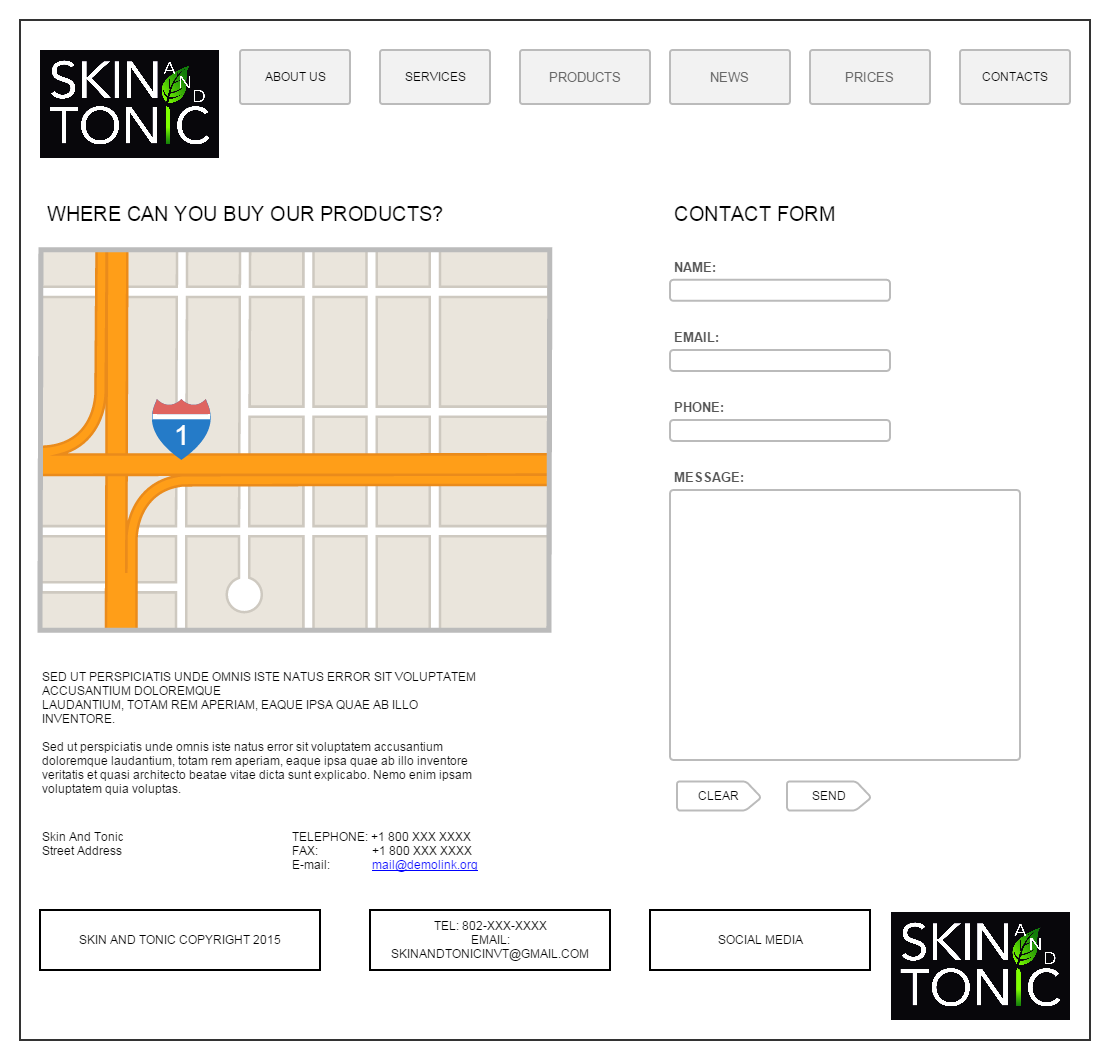 SKIN AND
TONIC
ABOUT US
SERVICES
PRODUCTS
NEWS
PRICES
CONTACTS
WHERE CAN YOU BUY OUR PRODUCTS?
1
SED UT PERSPICIATIS UNDE OMNIS ISTE NATUS ERROR SIT VOLUPTATEM
ACCUSANTIUM DOLOREMQUE
LAUDANTIUM, TOTAM REM APERIAM, EAQUE IPSA QUAE AB ILLO
INVENTORE.
Sed ut perspiciatis unde omnis iste natus error sit voluptatem accusantium
doloremque laudantium, totam rem aperiam, eaque ipsa quae ab illo inventore
veritatis et quasi architecto beatae vitae dicta sunt explicabo. Nemo enim ipsam
voluptatem quia voluptas.
Skin And Tonic
Street Address
TELEPHONE: +1 800 XXX XXXX
FAX: +1 800 XXX XXXX
E-mail: mail@demolink.org
CONTACT FORM
NAME:
EMAIL:
PHONE:
MESSAGE:
CLEAR
SEND
SKIN AND TONIC COPYRIGHT 2015
TEL: 802-XXX-XXXX
EMAIL:
SKINANDTONICINVT@GMAIL.COM
SOCIAL MEDIA
SKIN AND
TONIC